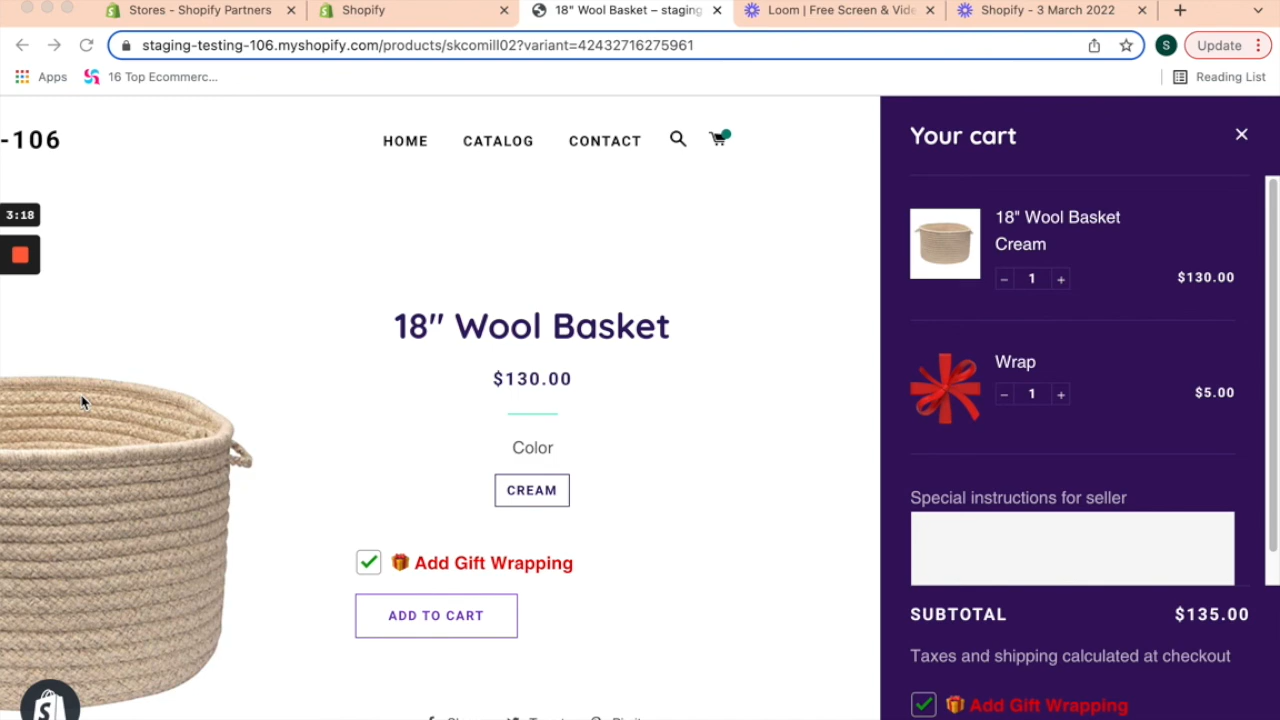 Stores - Shopify Partners
Shopify
18" Wool Basket – staging
Loom | Free Screen & Vide
Shopify - 3 March 2022
staging-testing-106.myshopify.com/products/skcomill02?variant=42432716275961
S
Update
Apps
16 Top Ecommerc...
Reading List
-106
HOME
CATALOG
CONTACT
3:18
18" Wool Basket
$130.00
Color
CREAM
Add Gift Wrapping
ADD TO CART
Your cart
18" Wool Basket
Cream
1
$130.00
Wrap
1
$5.00
Special instructions for seller
SUBTOTAL
$135.00
Taxes and shipping calculated at checkout
Add Gift Wrapping